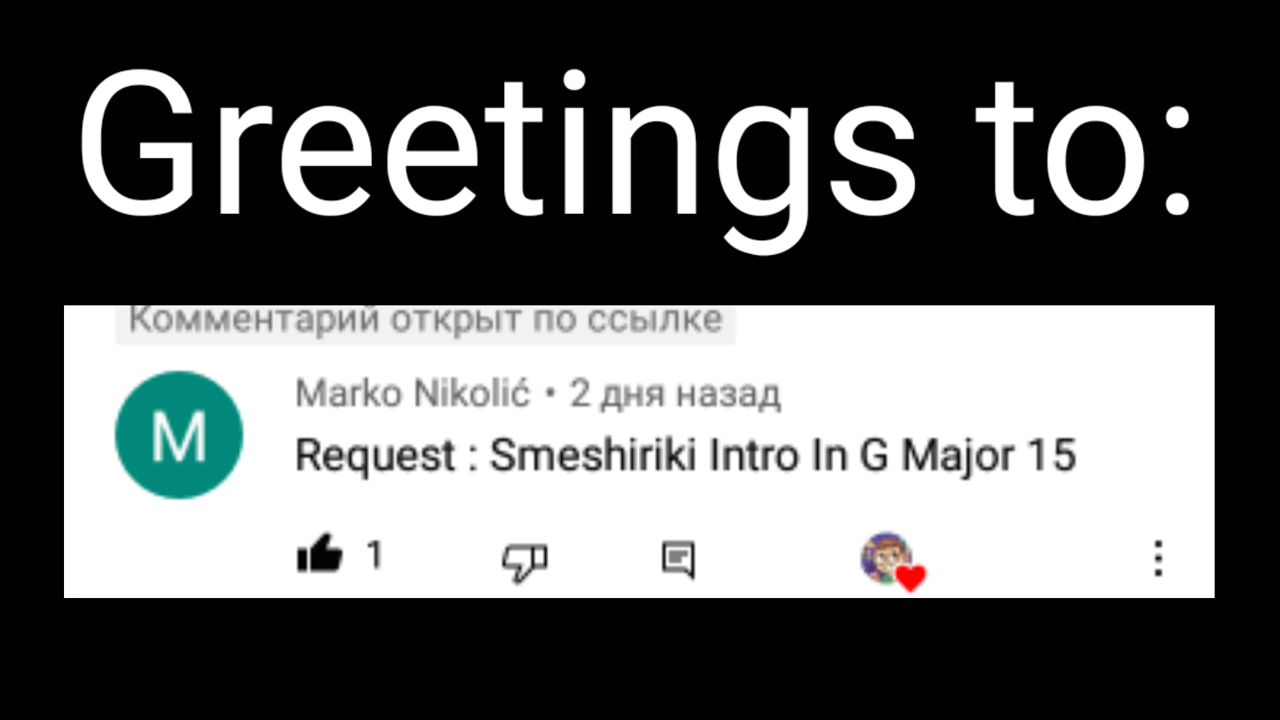 Greetings to:
Комментарий открыт по ссылке
M
Marko Nikolić • 2 дня назад
Request : Smeshiriki Intro In G Major 15
1